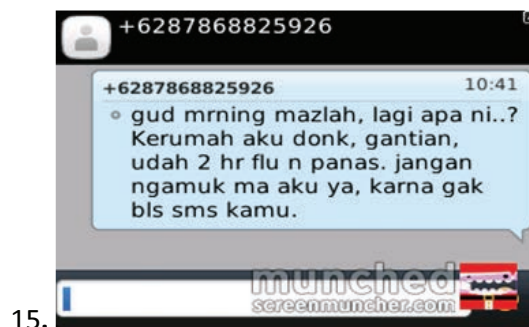 +6287868825926
+6287868825926 10:41
gud mrning mazlah, lagi apa ni..?
Kerumah aku donk, gantian,
udah 2 hr flu n panas. jangan
ngamuk ma aku ya, karna gak
bls sms kamu.
munched
screenmuncher.com
15.